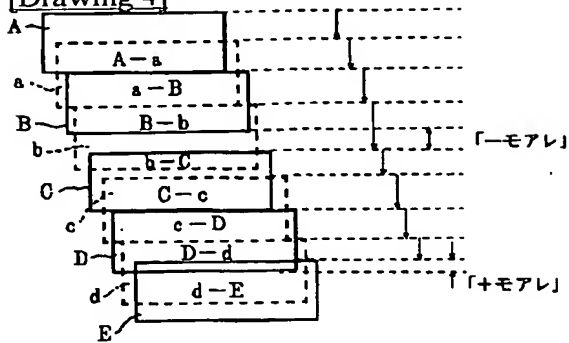 [Drawing 4]
A
A-a
a
a-B
B
B-b
「-モアレ」
b
b-C
C
C-c
c
c-D
D
D-d
「+モアレ」
d
d-E
E